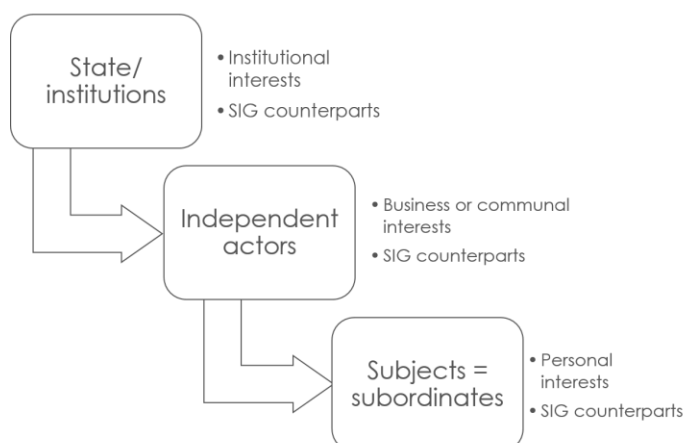 State/
institutions
• Institutional
interests
• SIG counterparts
Independent
actors
• Business or communal
interests
• SIG counterparts
Subjects =
subordinates
• Personal
interests
• SIG counterparts